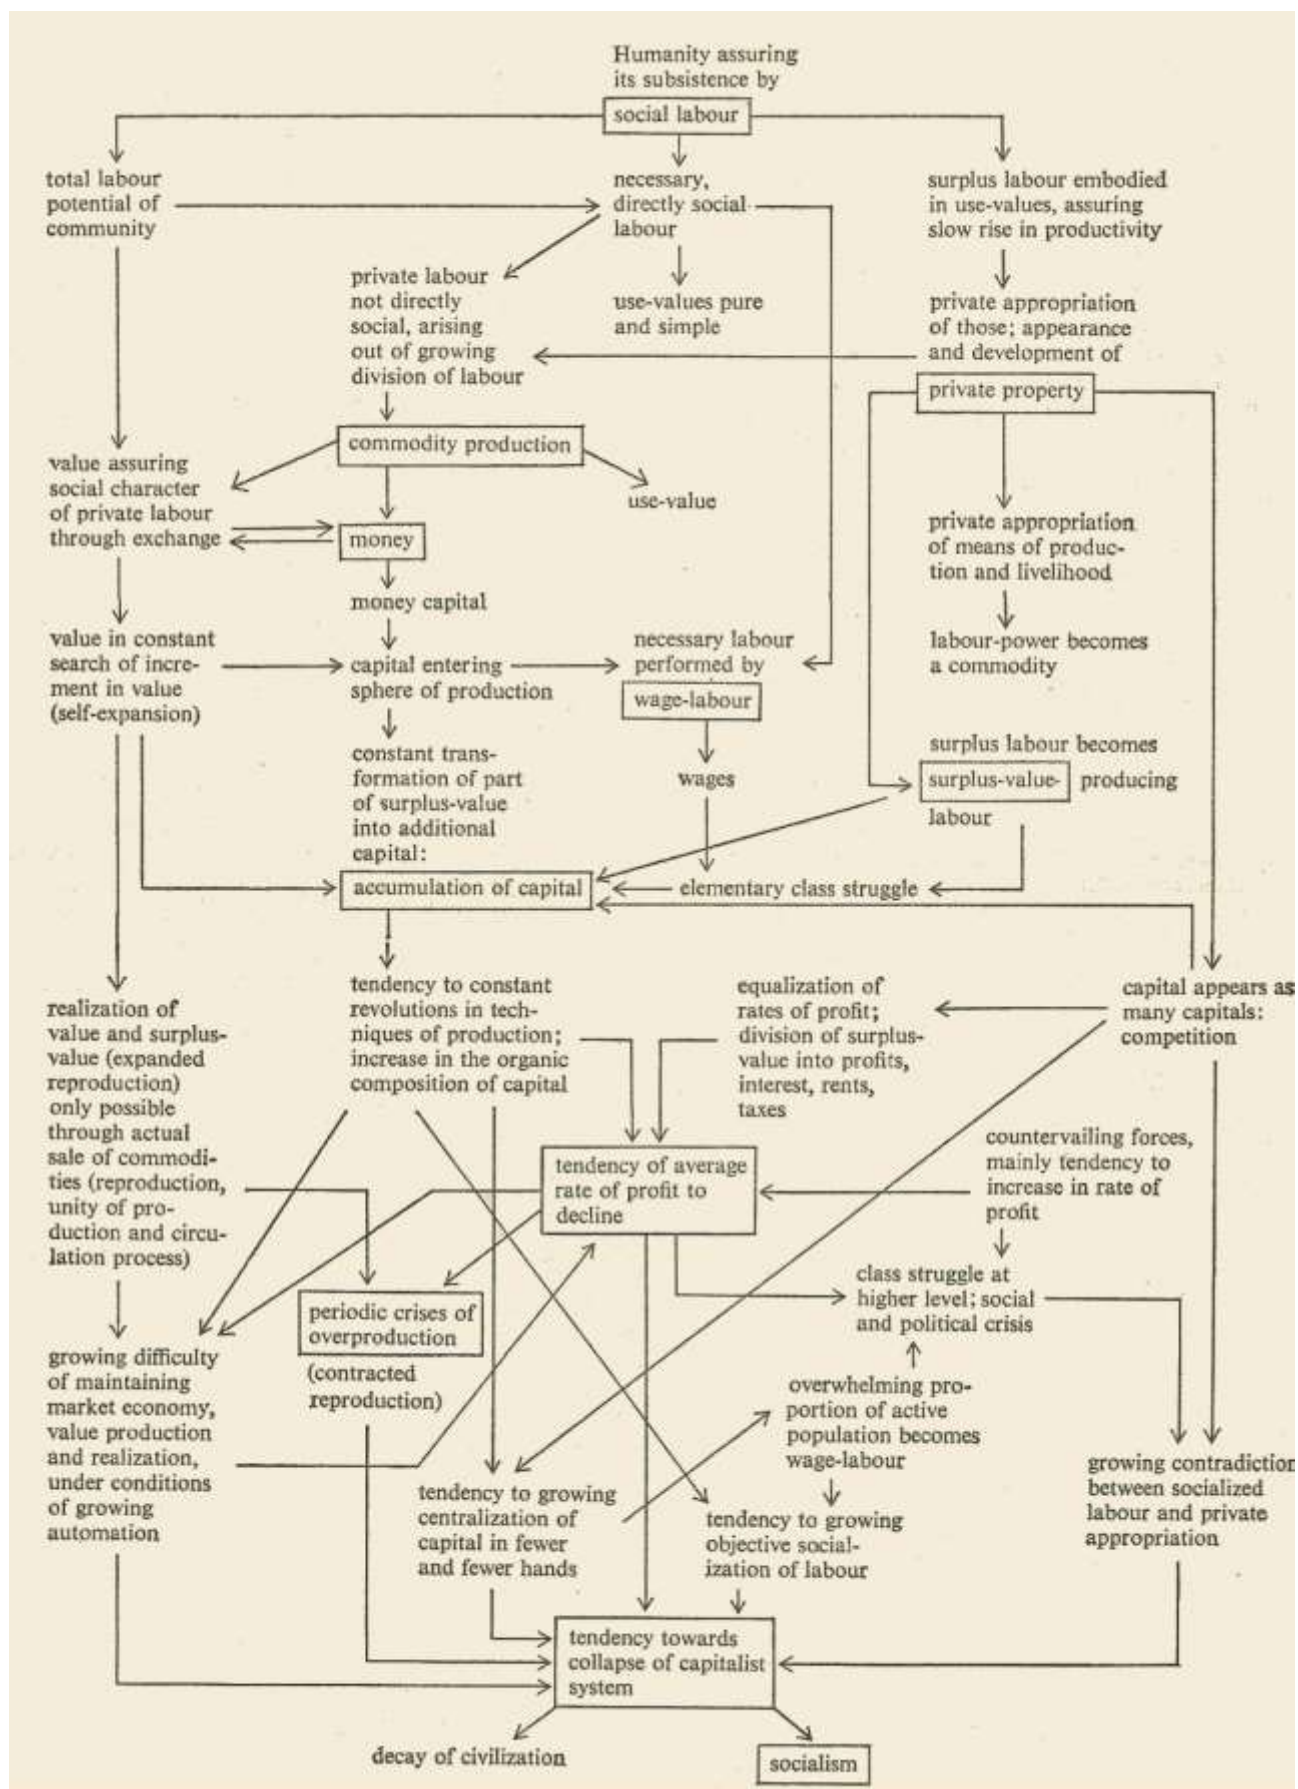 Humanity assuring
its subsistence by
social labour
total labour
potential of
community
necessary,
directly social
labour
surplus labour embodied
in use-values, assuring
slow rise in productivity
private labour
not directly
social, arising
out of growing
division of labour
use-values pure
and simple
private appropriation
of those; appearance
and development of
private property
commodity production
value assuring
social character
of private labour
through exchange
use-value
money
private appropriation
of means of produc-
tion and livelihood
money capital
value in constant
search of incre-
ment in value
(self-expansion)
capital entering
sphere of production
necessary labour
performed by
wage-labour
labour-power becomes
a commodity
constant trans-
formation of part
of surplus-value
into additional
capital:
accumulation of capital
wages
surplus labour becomes
surplus-value- producing
labour
elementary class struggle
realization of
value and surplus-
value (expanded
reproduction)
only possible
through actual
sale of commodi-
ties (reproduction,
unity of pro-
duction and circu-
lation process)
tendency to constant
revolutions in tech-
niques of production;
increase in the organic
composition of capital
equalization of
rates of profit;
division of surplus-
value into profits,
interest, rents,
taxes
capital appears as
many capitals:
competition
tendency of average
rate of profit to
decline
countervailing forces,
mainly tendency to
increase in rate of
profit
periodic crises of
overproduction
(contracted
reproduction)
class struggle at
higher level; social
and political crisis
growing difficulty
of maintaining
market economy,
value production
and realization,
under conditions
of growing
automation
overwhelming pro-
portion of active
population becomes
wage-labour
tendency to growing
centralization of
capital in fewer
and fewer hands
tendency to growing
objective social-
ization of labour
growing contradiction
between socialized
labour and private
appropriation
tendency towards
collapse of capitalist
system
decay of civilization
socialism